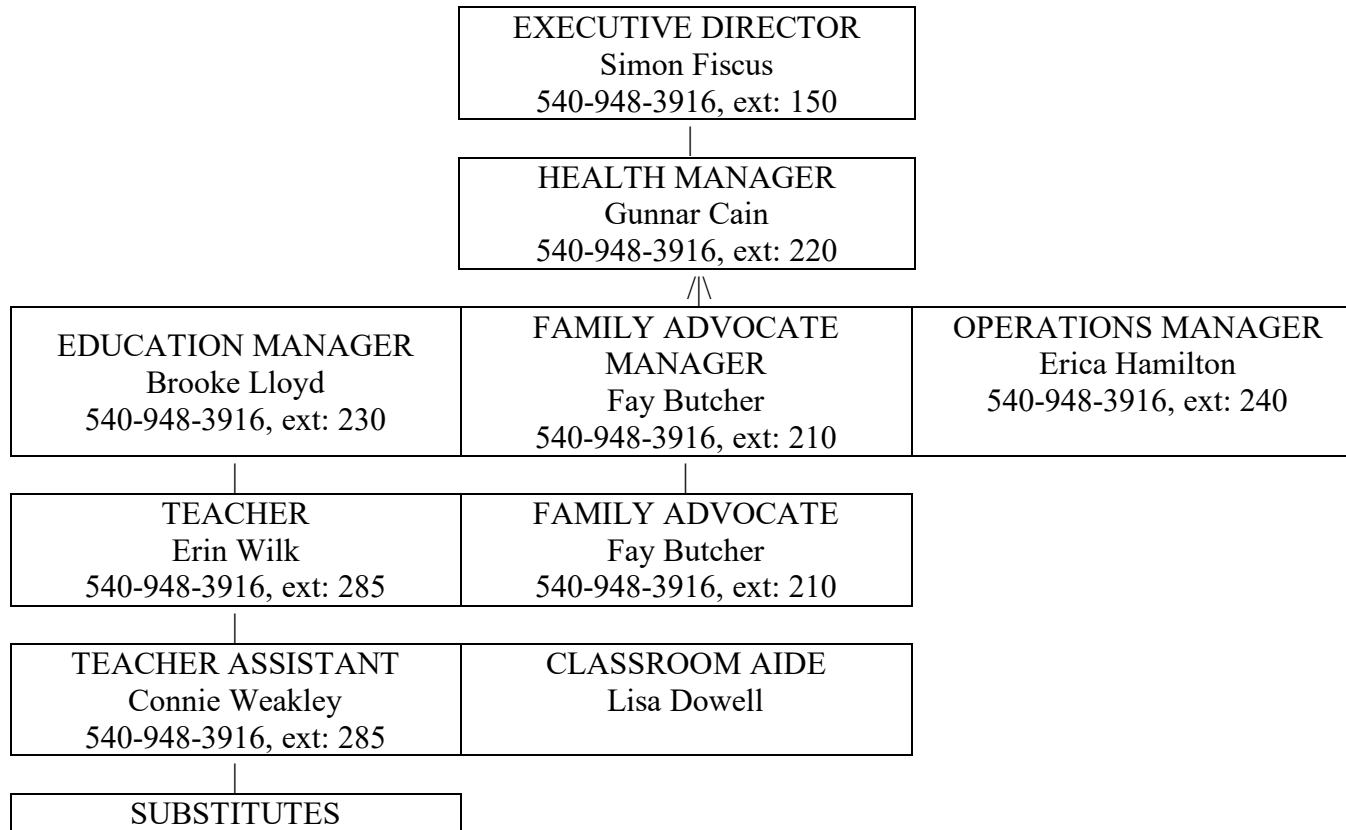 EXECUTIVE DIRECTOR
Simon Fiscus
540-948-3916, ext: 150
HEALTH MANAGER
Gunnar Cain
540-948-3916, ext: 220
EDUCATION MANAGER
Brooke Lloyd
540-948-3916, ext: 230
FAMILY ADVOCATE
MANAGER
Fay Butcher
540-948-3916, ext: 210
OPERATIONS MANAGER
Erica Hamilton
540-948-3916, ext: 240
TEACHER
Erin Wilk
540-948-3916, ext: 285
FAMILY ADVOCATE
Fay Butcher
540-948-3916, ext: 210
TEACHER ASSISTANT
Connie Weakley
540-948-3916, ext: 285
CLASSROOM AIDE
Lisa Dowell
SUBSTITUTES